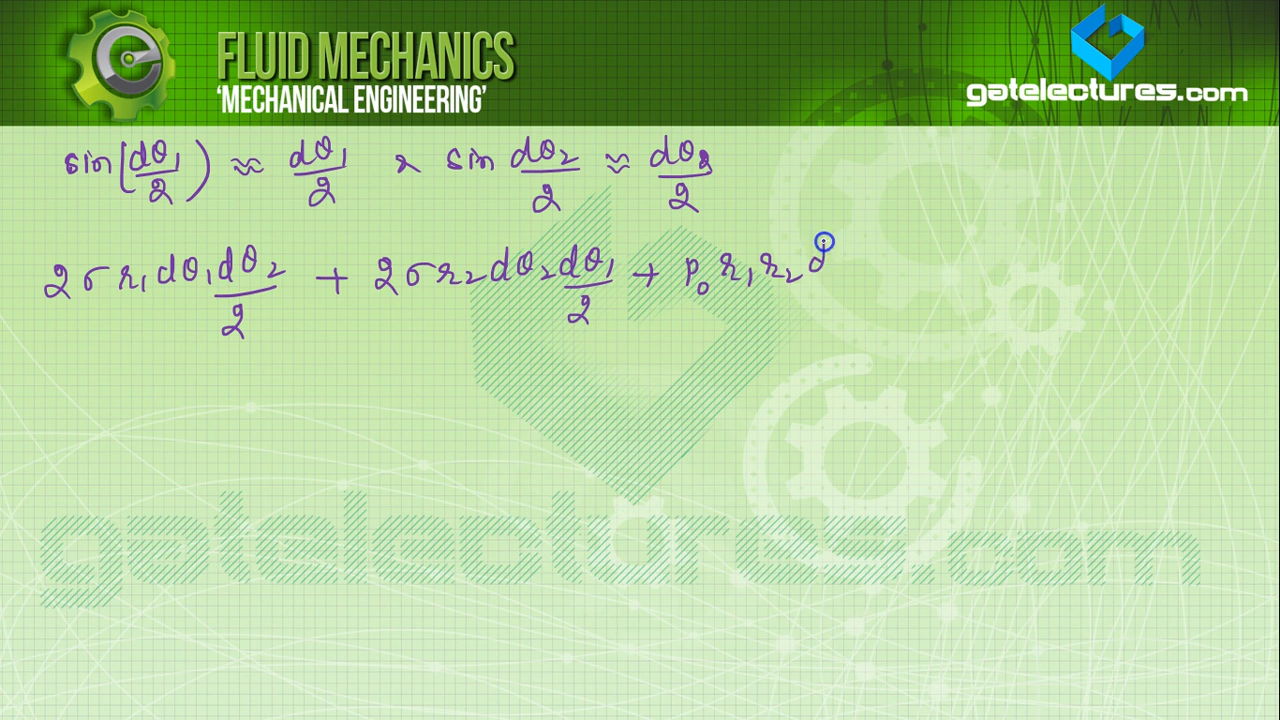 FLUID MECHANICS
'MECHANICAL ENGINEERING'
gatelectures.com
sin(dθ₁/2) ≈ dθ₁/2 & sin dθ₂/2 ≈ dθ₂/2
2σr₁dθ₁dθ₂/2 + 2σr₂dθ₂dθ₁/2 + p₀r₁r₂d
gatelectures.com